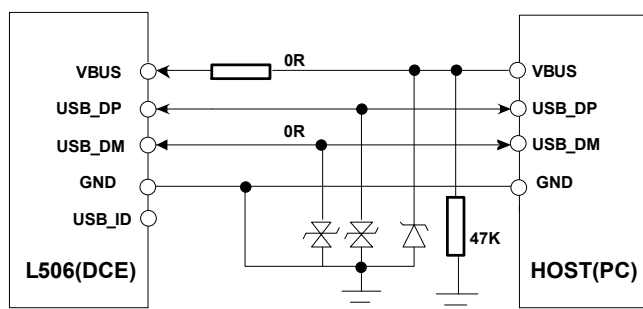 0R
VBUS
VBUS
USB_DP
USB_DP
0R
USB_DM
USB_DM
GND
GND
USB_ID
47K
L506(DCE)
HOST(PC)